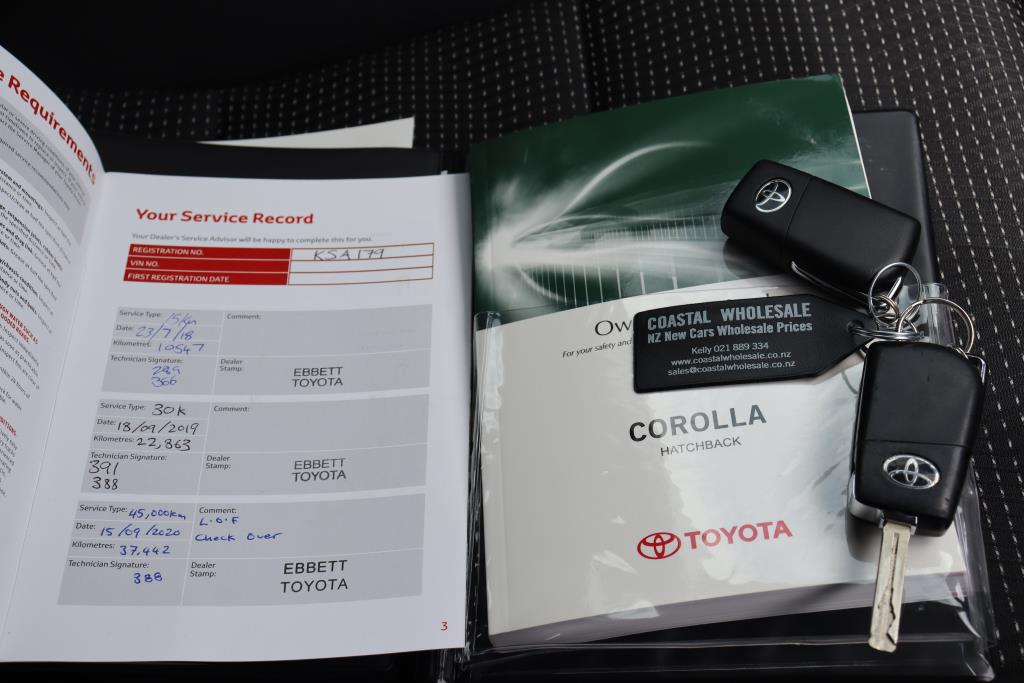 e Requirements
Your Service Record
Your Dealer's Service Advisor will be happy to complete this for you.
REGISTRATION NO. KSA179
VIN NO.
FIRST REGISTRATION DATE
Service Type: 15km Comment:
Date: 23/7/18
Kilometres: 10547
Technician Signature: Dealer Stamp:
289
366
EBBETT
TOYOTA
Service Type: 30K Comment:
Date: 18/09/2019
Kilometres: 22,863
Technician Signature: Dealer Stamp:
391
388
EBBETT
TOYOTA
Service Type: 45,000km Comment:
L.O.F
Date: 15/09/2020 Check Over
Kilometres: 37,442
Technician Signature: Dealer Stamp:
388
EBBETT
TOYOTA
3
Ow
For your safety and
COASTAL WHOLESALE
NZ New Cars Wholesale Prices
Kelly 021 889 334
www.coastalwholesale.co.nz
sales@coastalwholesale.co.nz
COROLLA
HATCHBACK
TOYOTA